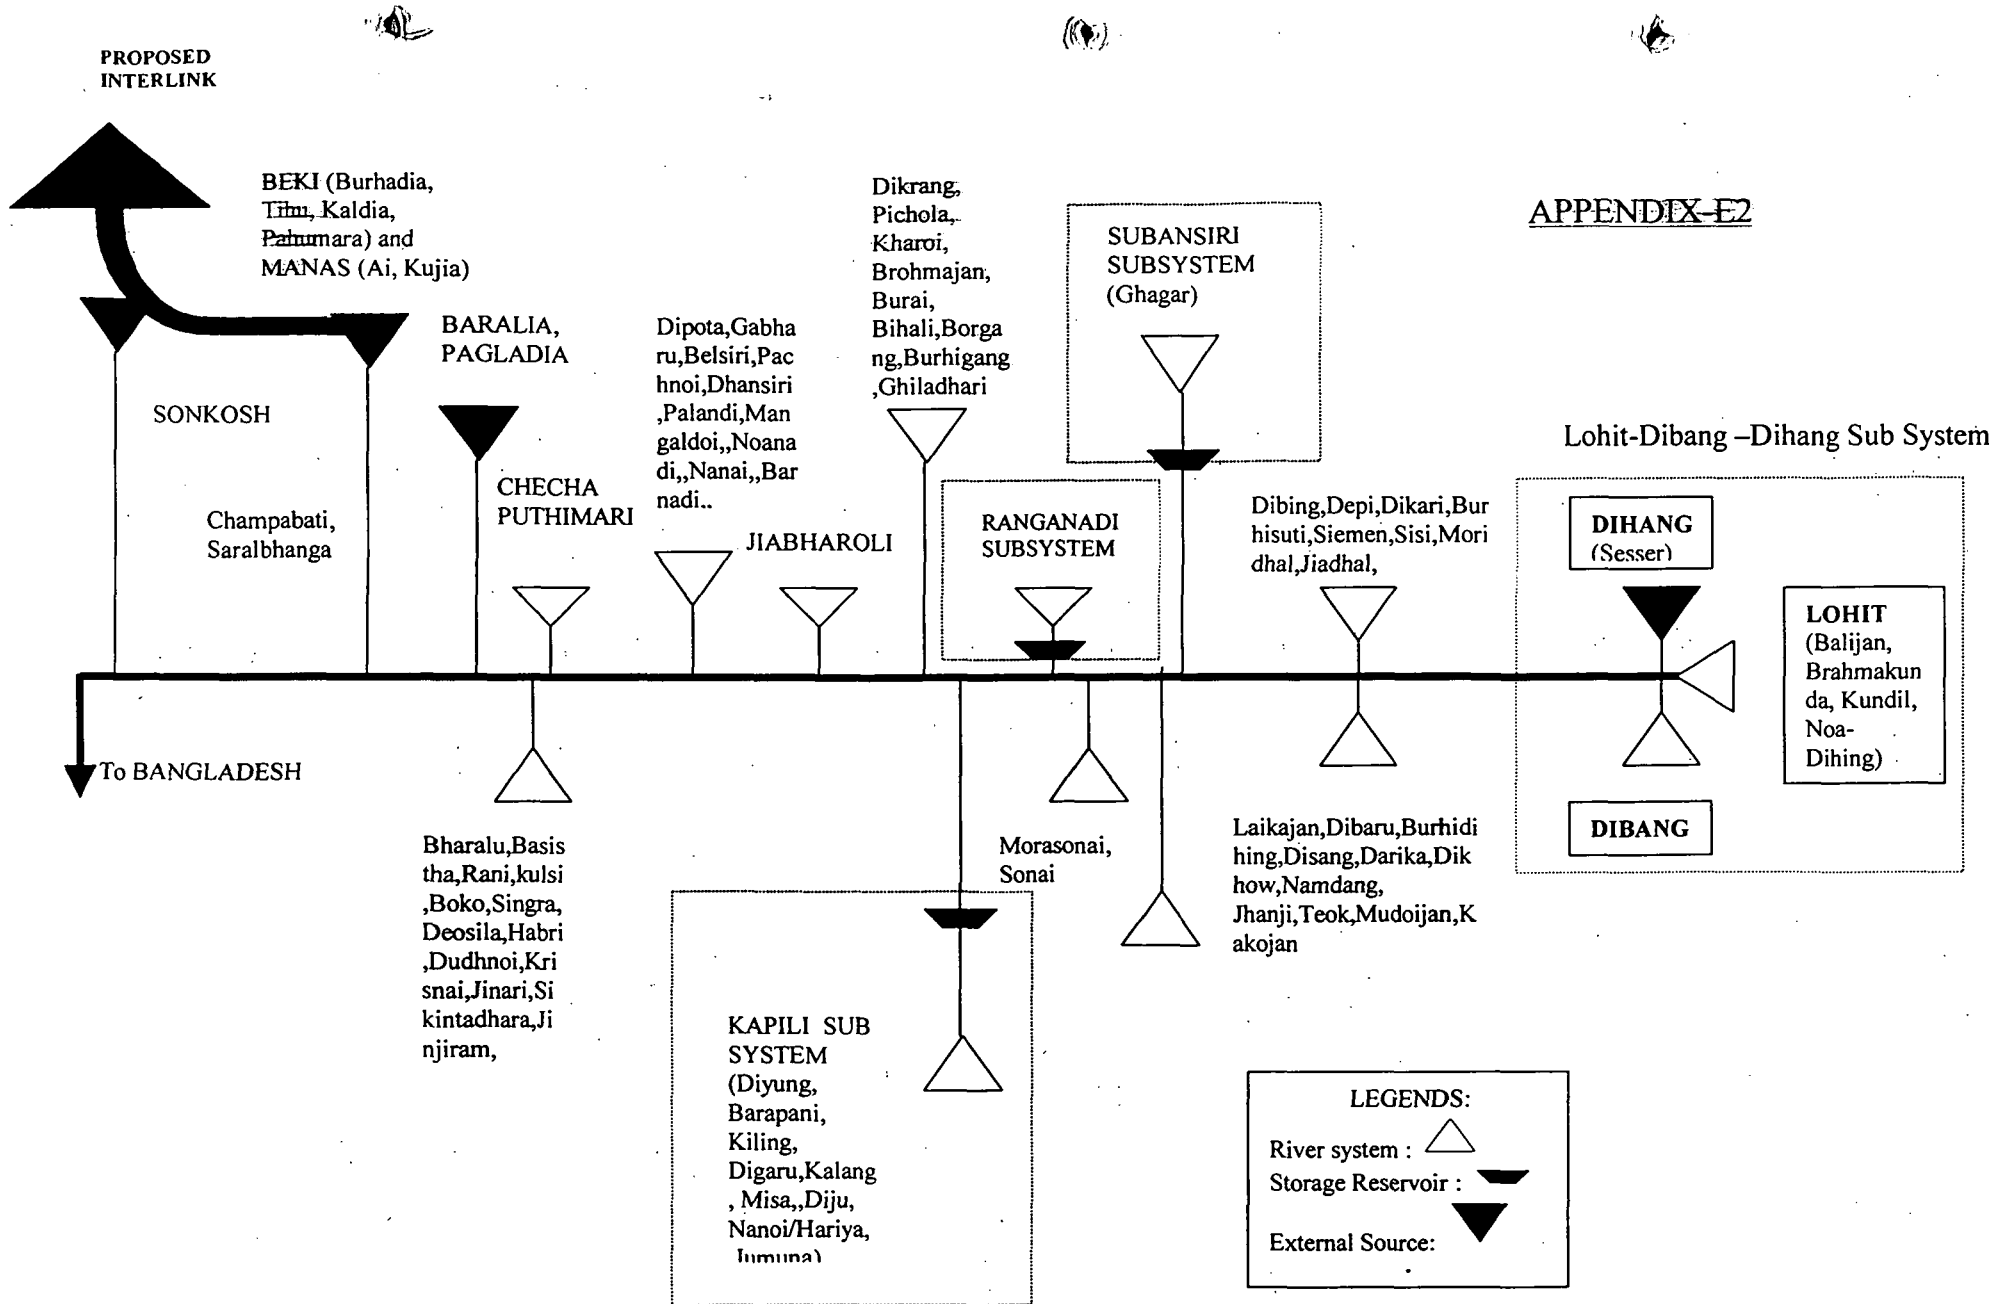 PROPOSED
INTERLINK
BEKI (Burhadia,
Tihu, Kaldia,
Pahumara) and
MANAS (Ai, Kujia)
BARALIA,
PAGLADIA
SONKOSH
Champabati,
Saralbhanga
CHECHA
PUTHIMARI
Dipota,Gabha
ru,Belsiri,Pac
hnoi,Dhansiri
,Palandi,Man
galdoi,,Noana
di,,Nanai,,Bar
nadi..
JIABHAROLI
Dikrang,
Pichola,
Kharoi,
Brohmajan,
Burai,
Bihali,Borga
ng,Burhigang
,Ghiladhari
SUBANSIRI
SUBSYSTEM
(Ghagar)
RANGANADI
SUBSYSTEM
APPENDIX-E2
Lohit-Dibang –Dihang Sub System
Dibing,Depi,Dikari,Bur
hisuti,Siemen,Sisi,Mori
dhal,Jiadhal,
DIHANG
(Sesser)
LOHIT
(Balijan,
Brahmakun
da, Kundil,
Noa-
Dihing)
DIBANG
To BANGLADESH
Bharalu,Basis
tha,Rani,kulsi
,Boko,Singra,
Deosila,Habri
,Dudhnoi,Kri
snai,Jinari,Si
kintadhara,Ji
njiram,
Morasonai,
Sonai
Laikajan,Dibaru,Burhidi
hing,Disang,Darika,Dik
how,Namdang,
Jhanji,Teok,Mudoijan,K
akojan
KAPILI SUB
SYSTEM
(Diyung,
Barapani,
Kiling,
Digaru,Kalang
, Misa,,Diju,
Nanoi/Hariya,
Jumuna)
LEGENDS:
River system :
Storage Reservoir :
External Source: